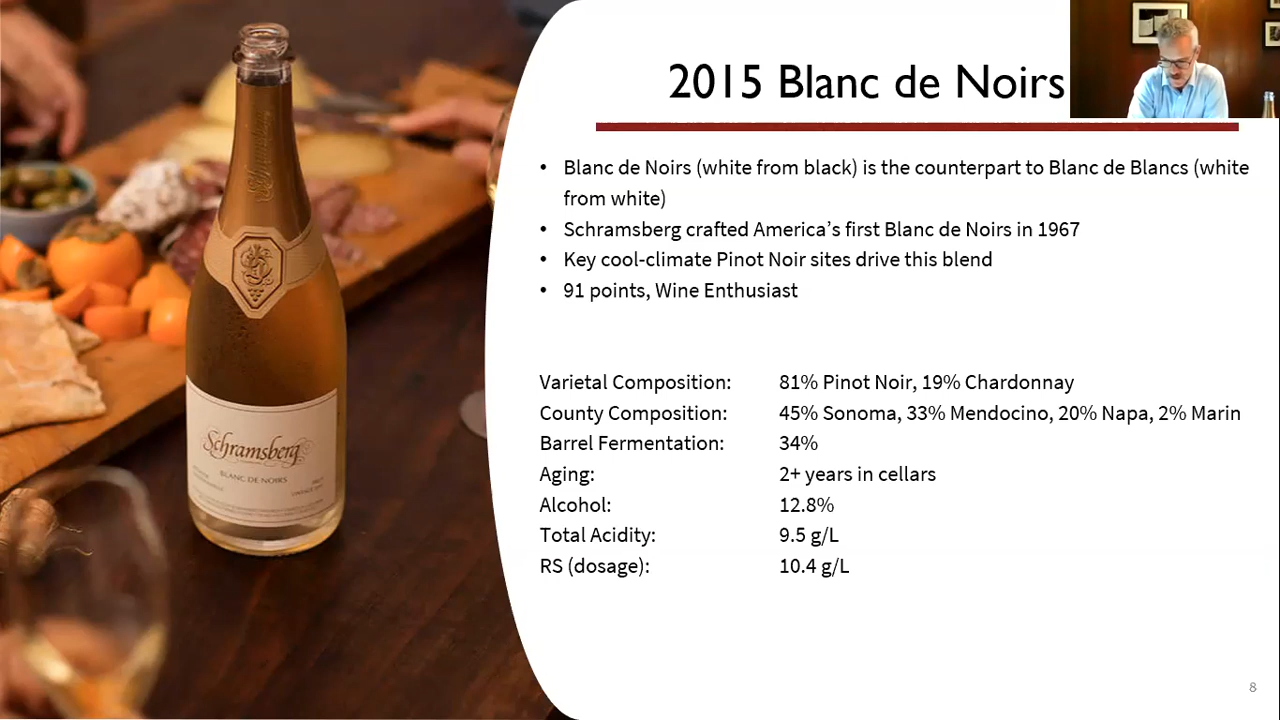 2015 Blanc de Noirs
• Blanc de Noirs (white from black) is the counterpart to Blanc de Blancs (white
from white)
• Schramsberg crafted America’s first Blanc de Noirs in 1967
• Key cool-climate Pinot Noir sites drive this blend
• 91 points, Wine Enthusiast
Varietal Composition: 81% Pinot Noir, 19% Chardonnay
County Composition: 45% Sonoma, 33% Mendocino, 20% Napa, 2% Marin
Barrel Fermentation: 34%
Aging: 2+ years in cellars
Alcohol: 12.8%
Total Acidity: 9.5 g/L
RS (dosage): 10.4 g/L
8
Schramsberg
BLANC DE NOIRS